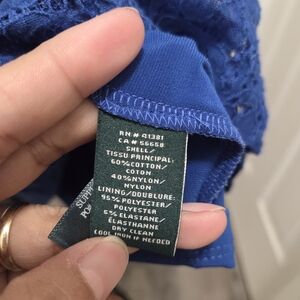 RN # 41381
CA # 56658
SHELL/
TISSU PRINCIPAL:
60%COTTON/
COTON
40%NYLON/
NYLON
LINING/DOUBLURE:
95% POLYESTER/
POLYESTER
5% ELASTANE/
ÉLASTHANNE
DRY CLEAN
COOL IRON IF NEEDED